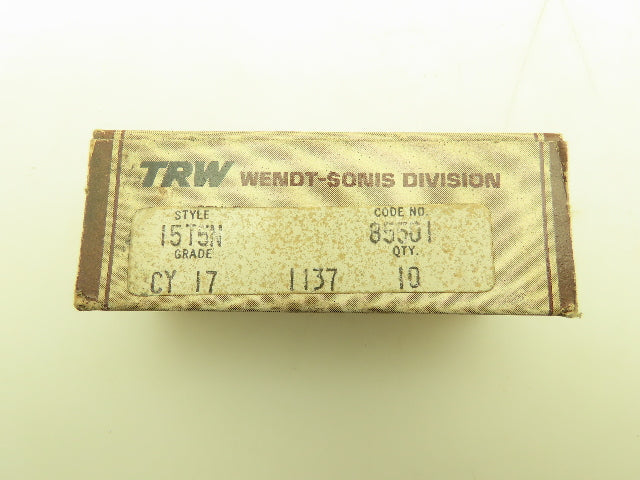 TRW WENDT-SONIS DIVISION
STYLE CODE NO.
15T5N 85501
GRADE QTY.
CY 17 1137 10